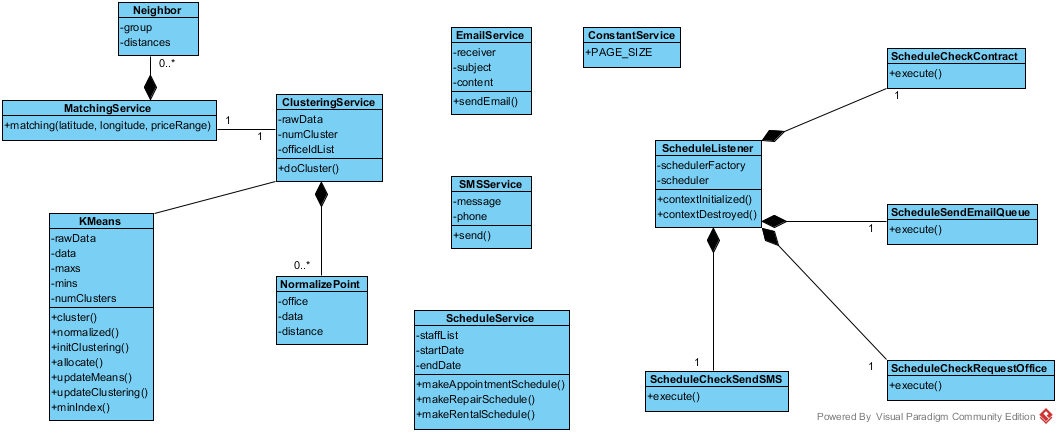 Neighbor
-group
-distances
0..*
MatchingService
+matching(latitude, longitude, priceRange)
1
1
ClusteringService
-rawData
-numCluster
-officeIdList
+doCluster()
KMeans
-rawData
-data
-maxs
-mins
-numClusters
+cluster()
+normalized()
+initClustering()
+allocate()
+updateMeans()
+updateClustering()
+minIndex()
0..*
NormalizePoint
-office
-data
-distance
EmailService
-receiver
-subject
-content
+sendEmail()
SMSService
-message
-phone
+send()
ScheduleService
-staffList
-startDate
-endDate
+makeAppointmentSchedule()
+makeRepairSchedule()
+makeRentalSchedule()
ConstantService
+PAGE_SIZE
ScheduleListener
-schedulerFactory
-scheduler
+contextInitialized()
+contextDestroyed()
ScheduleCheckContract
+execute()
1
ScheduleSendEmailQueue
+execute()
1
1
ScheduleCheckSendSMS
+execute()
1
ScheduleCheckRequestOffice
+execute()
Powered By Visual Paradigm Community Edition